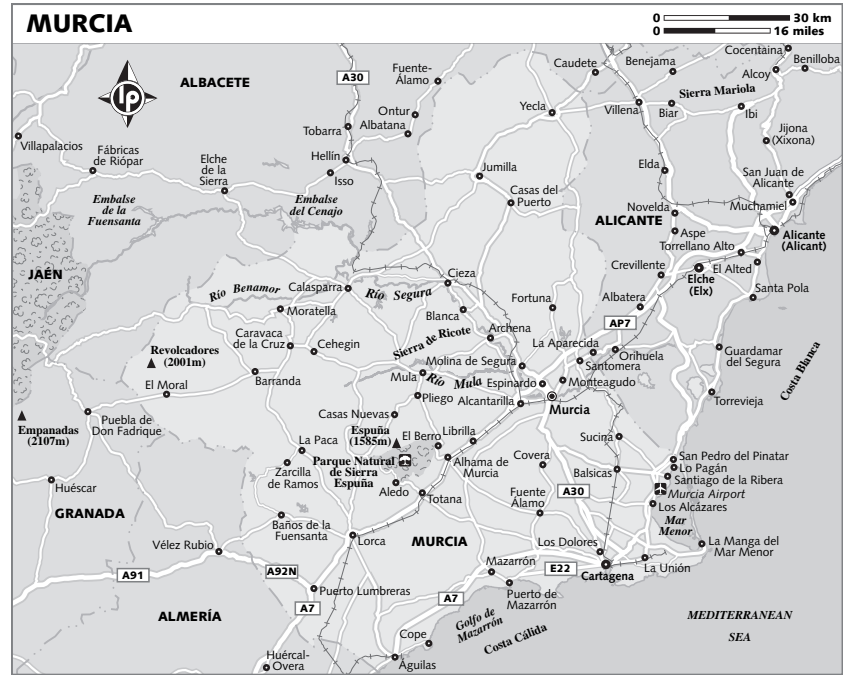 MURCIA
0 30 km
0 16 miles
lp
ALBACETE
A30
Fuente-
Álamo
Caudete
Benejama
Cocentaina
Benilloba
Alcoy
Sierra Mariola
Ontur
Albatana
Yecla
Villena
Biar
Ibi
Villapalacios
Tobarra
Jijona
(Xixona)
Fábricas
de Riópar
Elche
de la
Sierra
Hellín
Isso
Jumilla
Elda
San Juan de
Alicante
Embalse
de la
Fuensanta
Embalse
del Cenajo
Casas del
Puerto
Novelda
Muchamiel
ALICANTE
Aspe
Alicante
(Alicant)
Torrellano Alto
JAÉN
Crevillente
Elche
(Elx)
El Alted
Cieza
Río Benamor
Calasparra
Río Segura
Fortuna
Albatera
Santa Pola
Moratella
Blanca
AP7
Caravaca
de la Cruz
Cehegin
Sierra de Ricote
Archena
La Aparecida
Orihuela
Santomera
Guardamar
del Segura
Costa Blanca
Revolcadores
(2001m)
Molina de Segura
Mula
Río Mula
Espinardo
Monteagudo
El Moral
Barranda
Pliego
Alcantarilla
Murcia
Torrevieja
Empanadas
(2107m)
Puebla de
Don Fadrique
Casas Nuevas
Espuña
(1585m)
El Berro
Librilla
Sucina
La Paca
Parque Natural
de Sierra
Espuña
Covera
San Pedro del Pinatar
Lo Pagán
Santiago de la Ribera
Zarcilla
de Ramos
Alhama de
Murcia
Balsicas
Huéscar
Aledo
Totana
Fuente
Álamo
A30
Murcia Airport
Los Alcázares
Mar
Menor
GRANADA
Baños de la
Fuensanta
Lorca
MURCIA
Vélez Rubio
Los Dolores
La Manga del
Mar Menor
A91
A92N
Mazarrón
E22
Cartagena
La Unión
Puerto Lumbreras
A7
A7
Puerto de
Mazarrón
ALMERÍA
Golfo de
Mazarrón
Costa Cálida
MEDITERRANEAN
SEA
Cope
Huércal-
Overa
Águilas